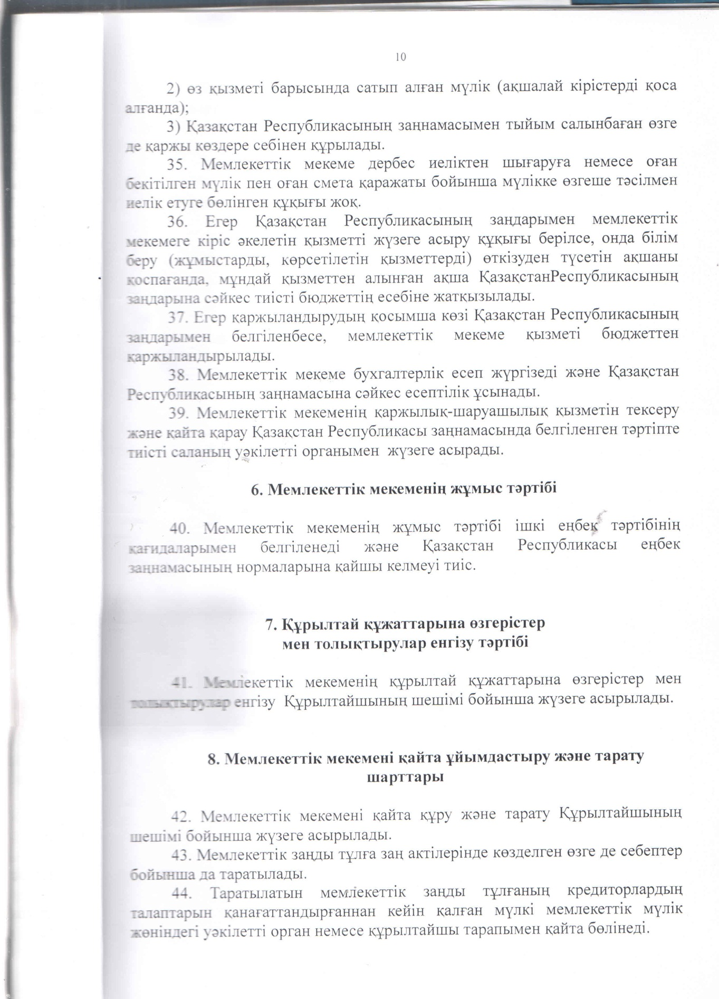 10
2) өз қызметі барысында сатып алған мүлік (ақшалай кірістерді қоса
алғанда);
3) Қазақстан Республикасының заңнамасымен тыйым салынбаған өзге
де қаржы көздере себінен құрылады.
35. Мемлекеттік мекеме дербес иеліктен шығаруға немесе оған
бекітілген мүлік пен оған смета қаражаты бойынша мүлікке өзгеше тәсілмен
иелік етуге бөлінген құқығы жоқ.
36. Егер Қазақстан Республикасының заңдарымен мемлекеттік
мекемеге кіріс әкелетін қызметті жүзеге асыру құқығы берілсе, онда білім
беру (жұмыстарды, көрсетілетін қызметтерді) өткізуден түсетін ақшаны
қоспағанда, мұндай қызметтен алынған ақша ҚазақстанРеспубликасының
заңдарына сәйкес тиісті бюджеттің есебіне жатқызылады.
37. Егер қаржыландырудың қосымша көзі Қазақстан Республикасының
заңдарымен белгіленбесе, мемлекеттік мекеме қызметі бюджеттен
қаржыландырылады.
38. Мемлекеттік мекеме бухгалтерлік есеп жүргізеді және Қазақстан
Республикасының заңнамасына сәйкес есептілік ұсынады.
39. Мемлекеттік мекеменің қаржылық-шаруашылық қызметін тексеру
және қайта қарау Қазақстан Республикасы заңнамасында белгіленген тәртіпте
тиісті саланың уәкілетті органымен жүзеге асырады.
6. Мемлекеттік мекеменің жұмыс тәртібі
40. Мемлекеттік мекеменің жұмыс тәртібі ішкі еңбек тәртібінің
қағидаларымен белгіленеді және Қазақстан Республикасы еңбек
заңнамасының нормаларына қайшы келмеуі тиіс.
7. Құрылтай құжаттарына өзгерістер
мен толықтырулар енгізу тәртібі
41. Мемлекеттік мекеменің құрылтай құжаттарына өзгерістер мен
толықтырулар енгізу Құрылтайшының шешімі бойынша жүзеге асырылады.
8. Мемлекеттік мекемені қайта ұйымдастыру және тарату
шарттары
42. Мемлекеттік мекемені қайта құру және тарату Құрылтайшының
шешімі бойынша жүзеге асырылады.
43. Мемлекеттік заңды тұлға заң актілерінде көзделген өзге де себептер
бойынша да таратылады.
44. Таратылатын мемлекеттік заңды тұлғаның кредиторлардың
талаптарын қанағаттандырғаннан кейін қалған мүлкі мемлекеттік мүлік
жөніндегі уәкілетті орган немесе құрылтайшы тарапымен қайта бөлінеді.